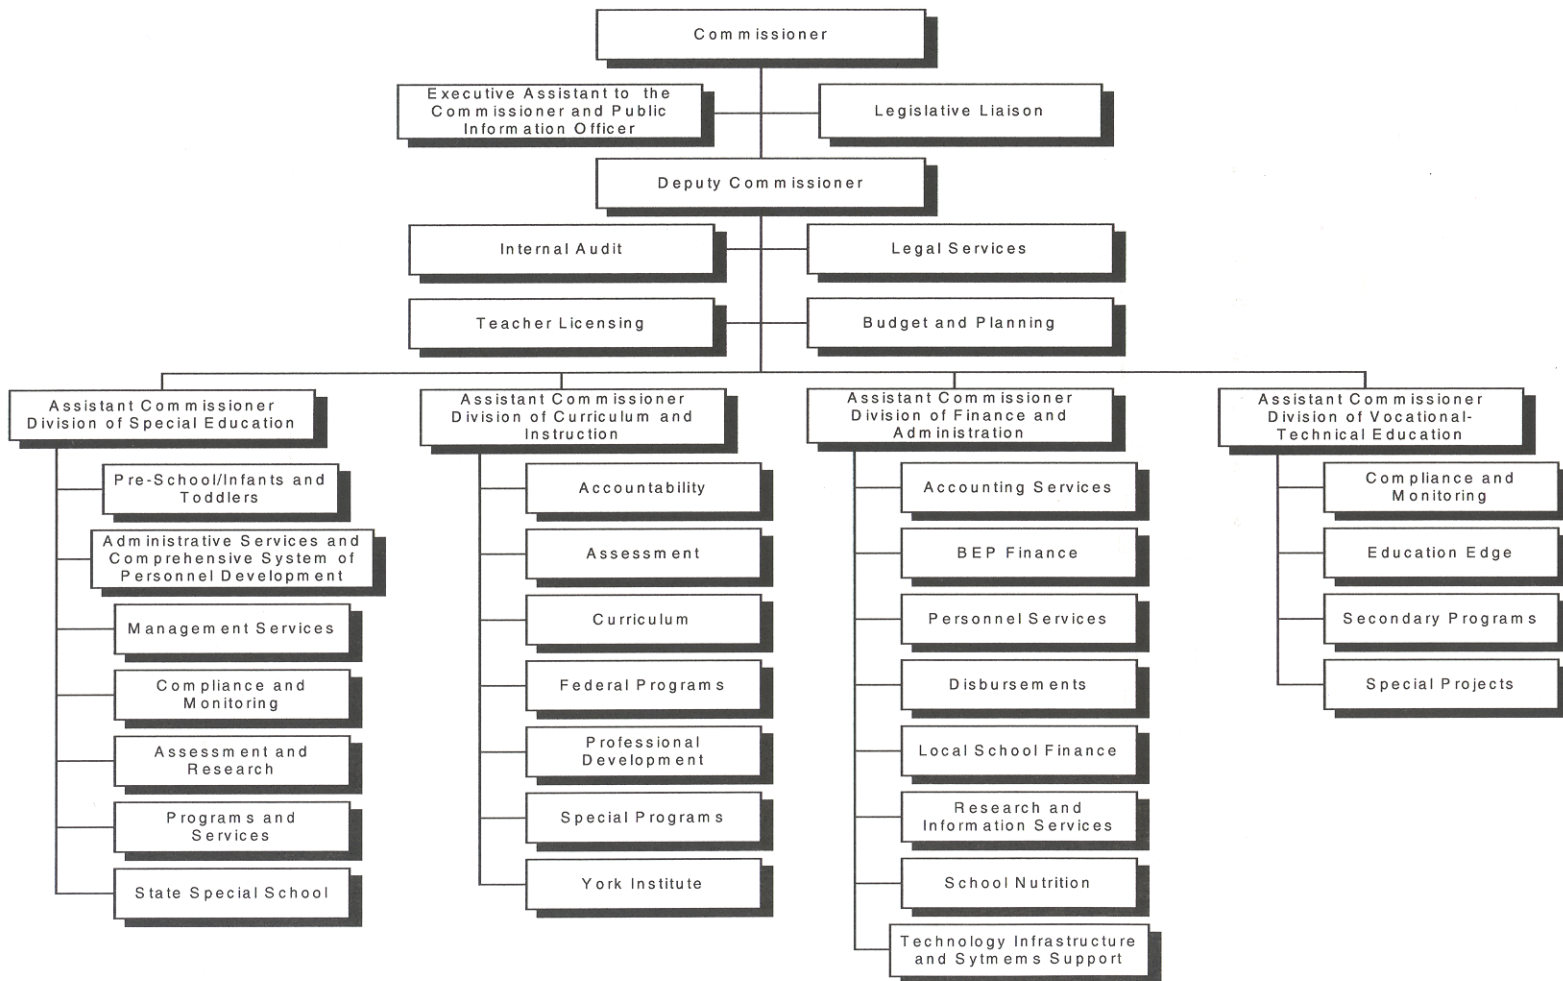 Commissioner
Executive Assistant to the
Commissioner and Public
Information Officer
Legislative Liaison
Deputy Commissioner
Internal Audit
Legal Services
Teacher Licensing
Budget and Planning
Assistant Commissioner
Division of Special Education
Pre-School/Infants and
Toddlers
Administrative Services and
Comprehensive System of
Personnel Development
Management Services
Compliance and
Monitoring
Assessment and
Research
Programs and
Services
State Special School
Assistant Commissioner
Division of Curriculum and
Instruction
Accountability
Assessment
Curriculum
Federal Programs
Professional
Development
Special Programs
York Institute
Assistant Commissioner
Division of Finance and
Administration
Accounting Services
BEP Finance
Personnel Services
Disbursements
Local School Finance
Research and
Information Services
School Nutrition
Technology Infrastructure
and Sytmems Support
Assistant Commissioner
Division of Vocational-
Technical Education
Compliance and
Monitoring
Education Edge
Secondary Programs
Special Projects